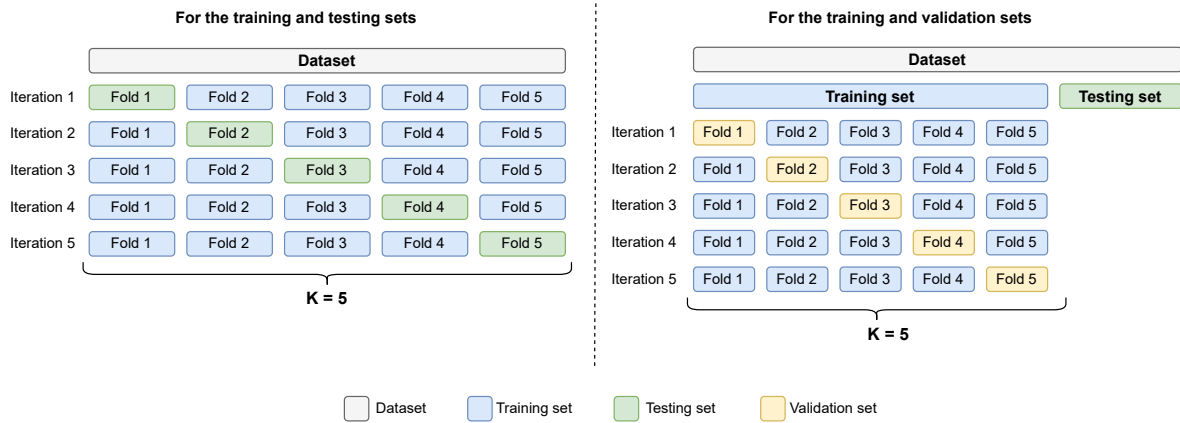 For the training and testing sets
Dataset
Iteration 1 Fold 1 Fold 2 Fold 3 Fold 4 Fold 5
Iteration 2 Fold 1 Fold 2 Fold 3 Fold 4 Fold 5
Iteration 3 Fold 1 Fold 2 Fold 3 Fold 4 Fold 5
Iteration 4 Fold 1 Fold 2 Fold 3 Fold 4 Fold 5
Iteration 5 Fold 1 Fold 2 Fold 3 Fold 4 Fold 5
K = 5
For the training and validation sets
Dataset
Training set Testing set
Iteration 1 Fold 1 Fold 2 Fold 3 Fold 4 Fold 5
Iteration 2 Fold 1 Fold 2 Fold 3 Fold 4 Fold 5
Iteration 3 Fold 1 Fold 2 Fold 3 Fold 4 Fold 5
Iteration 4 Fold 1 Fold 2 Fold 3 Fold 4 Fold 5
Iteration 5 Fold 1 Fold 2 Fold 3 Fold 4 Fold 5
K = 5
Dataset Training set Testing set Validation set